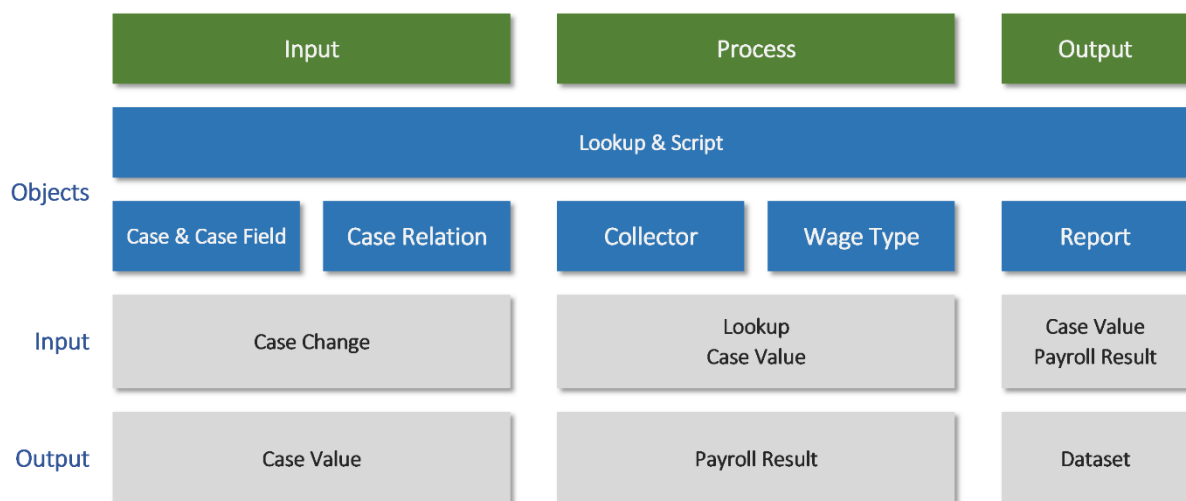 Input
Process
Output
Lookup & Script
Objects
Case & Case Field
Case Relation
Collector
Wage Type
Report
Input
Case Change
Lookup
Case Value
Case Value
Payroll Result
Output
Case Value
Payroll Result
Dataset